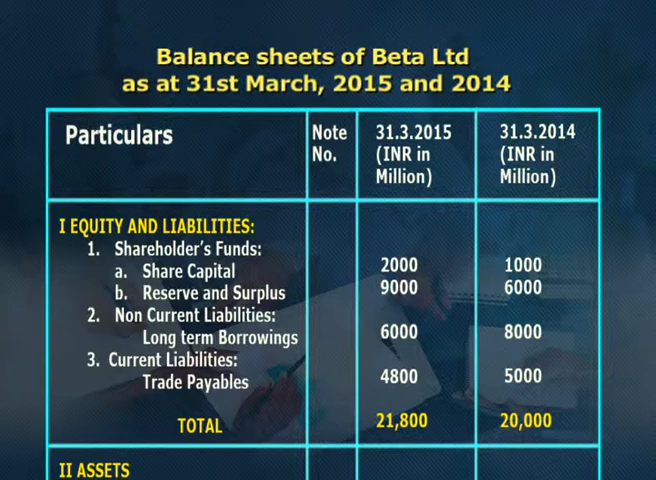 Balance sheets of Beta Ltd
as at 31st March, 2015 and 2014
Particulars Note No. 31.3.2015 (INR in Million) 31.3.2014 (INR in Million)
I EQUITY AND LIABILITIES:
1. Shareholder's Funds:
a. Share Capital 2000 1000
b. Reserve and Surplus 9000 6000
2. Non Current Liabilities:
Long term Borrowings 6000 8000
3. Current Liabilities:
Trade Payables 4800 5000
TOTAL 21,800 20,000
II ASSETS